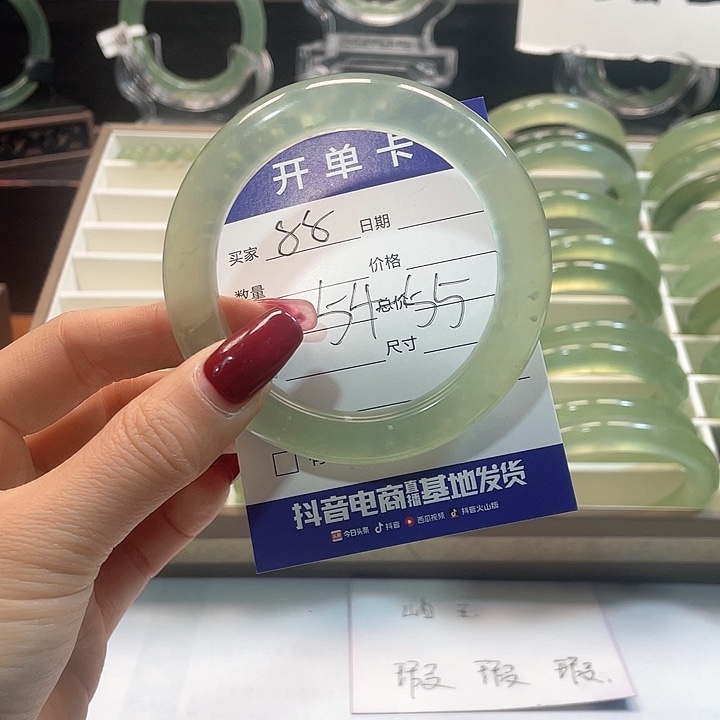 开单卡
买家 88 日期
数量 价格
54 总价 55
尺寸
抖音电商直播基地发货
今日头条 抖音 西瓜视频 抖音火山版
瑕 瑕 瑕.